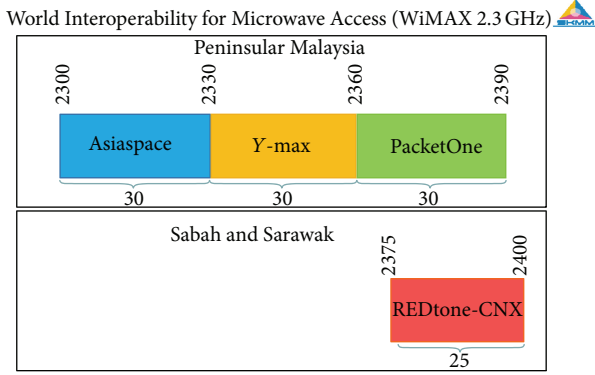 World Interoperability for Microwave Access (WiMAX 2.3 GHz)
SKMM
Peninsular Malaysia
2300
2330
2360
2390
Asiaspace
Y-max
PacketOne
30
30
30
Sabah and Sarawak
2375
2400
REDtone-CNX
25